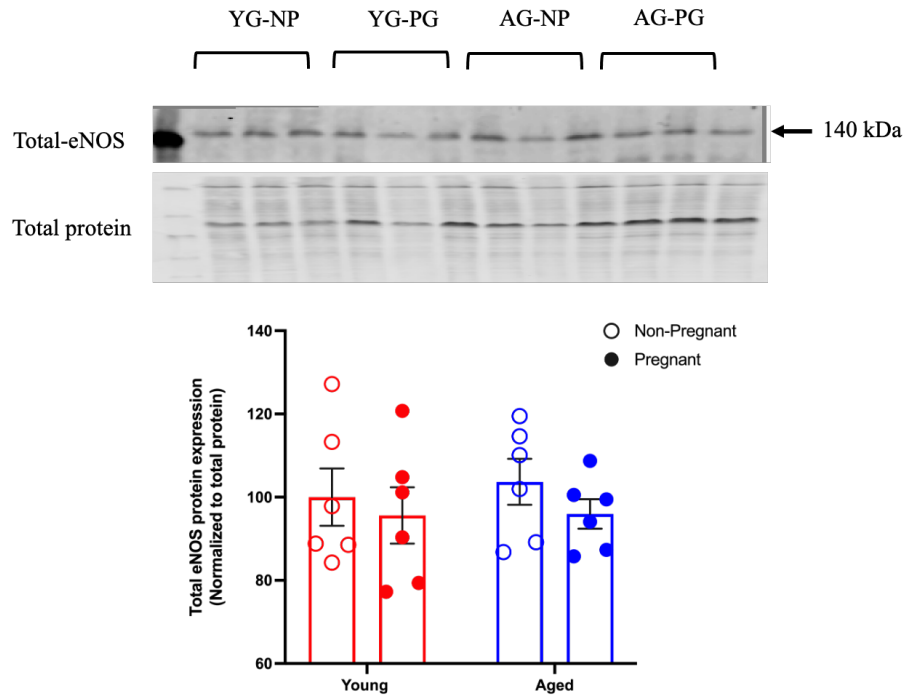 YG-NP YG-PG AG-NP AG-PG
Total-eNOS
140 kDa
Total protein
140
120
100
80
60
Total eNOS protein expression
(Normalized to total protein)
Non-Pregnant
Pregnant
Young Aged